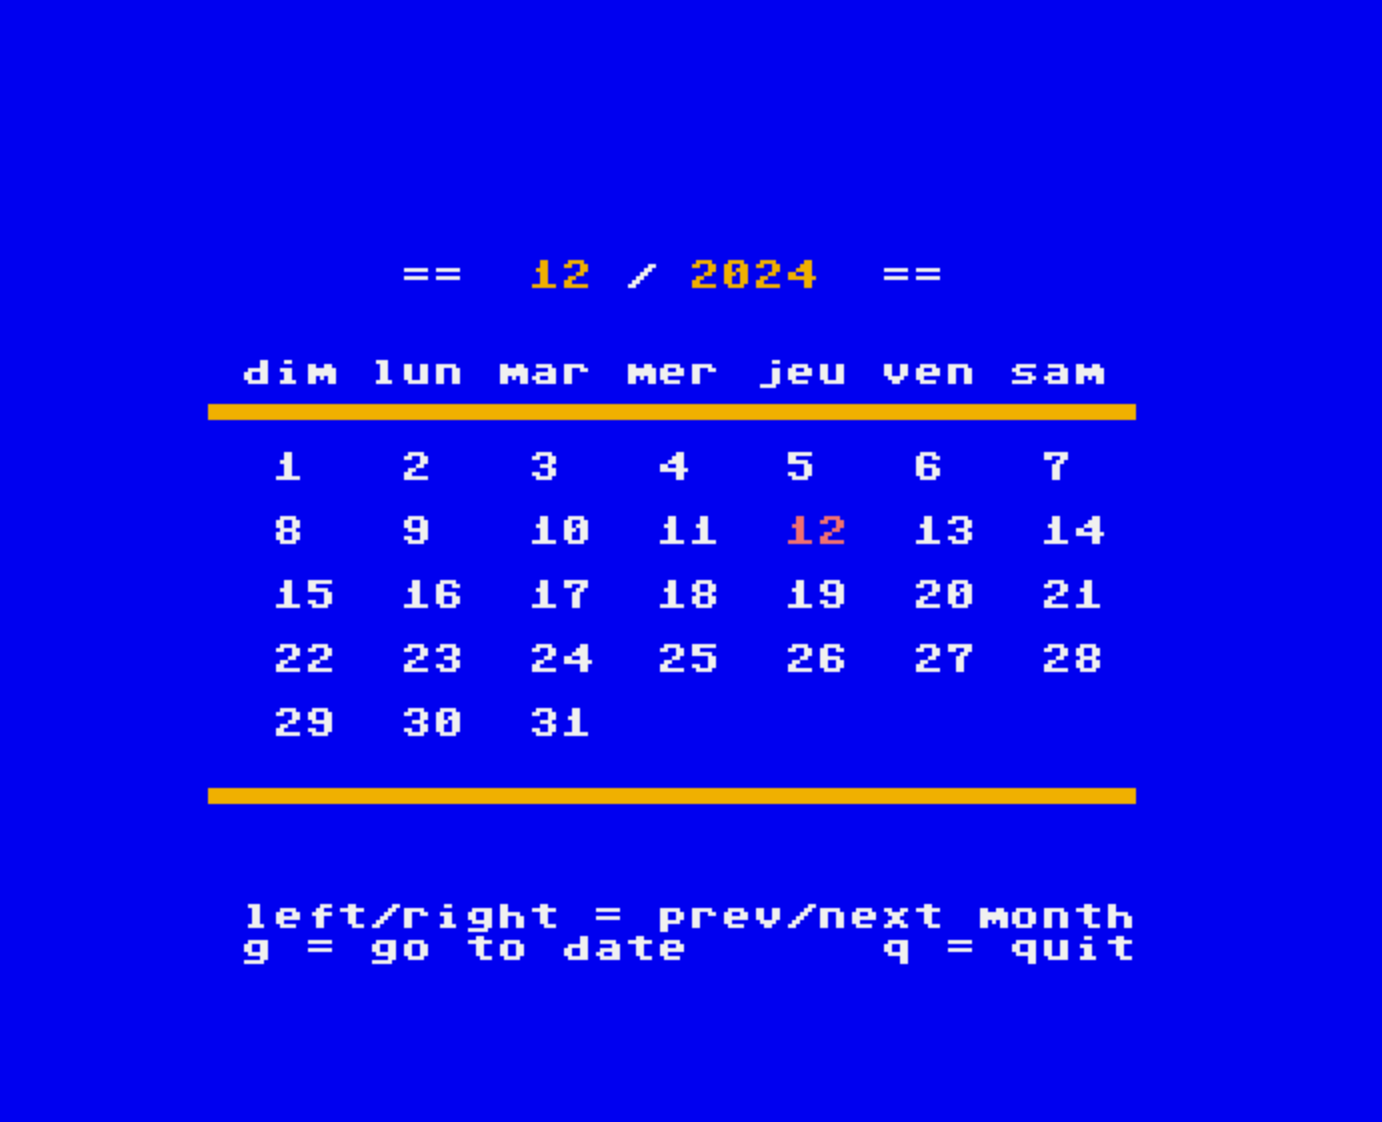 == 12 / 2024 ==
dim lun mar mer jeu ven sam
1 2 3 4 5 6 7
8 9 10 11 12 13 14
15 16 17 18 19 20 21
22 23 24 25 26 27 28
29 30 31
left/right = prev/next month
g = go to date q = quit